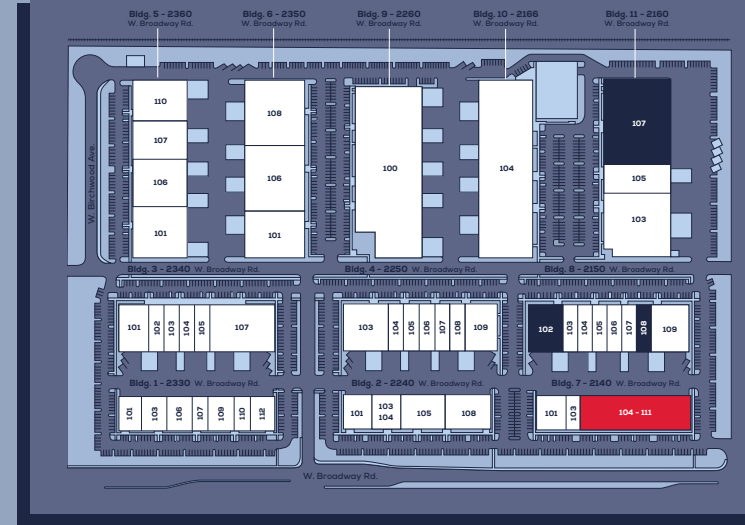 Bldg. 5 - 2360
W. Broadway Rd.
Bldg. 6 - 2350
W. Broadway Rd.
Bldg. 9 - 2260
W. Broadway Rd.
Bldg. 10 - 2166
W. Broadway Rd.
Bldg. 11 - 2160
W. Broadway Rd.
W. Birchwood Ave.
110
107
106
101
108
106
101
100
104
107
105
103
Bldg. 3 - 2340 W. Broadway Rd.
Bldg. 4 - 2250 W. Broadway Rd.
Bldg. 8 - 2150 W. Broadway Rd.
101
102
103
104
105
107
103
104
105
106
107
108
109
102
103
104
105
106
107
108
109
Bldg. 1 - 2330 W. Broadway Rd.
Bldg. 2 - 2240 W. Broadway Rd.
Bldg. 7 - 2140 W. Broadway Rd.
101
103
106
107
109
110
112
101
103
104
105
108
101
103
104 - 111
W. Broadway Rd.